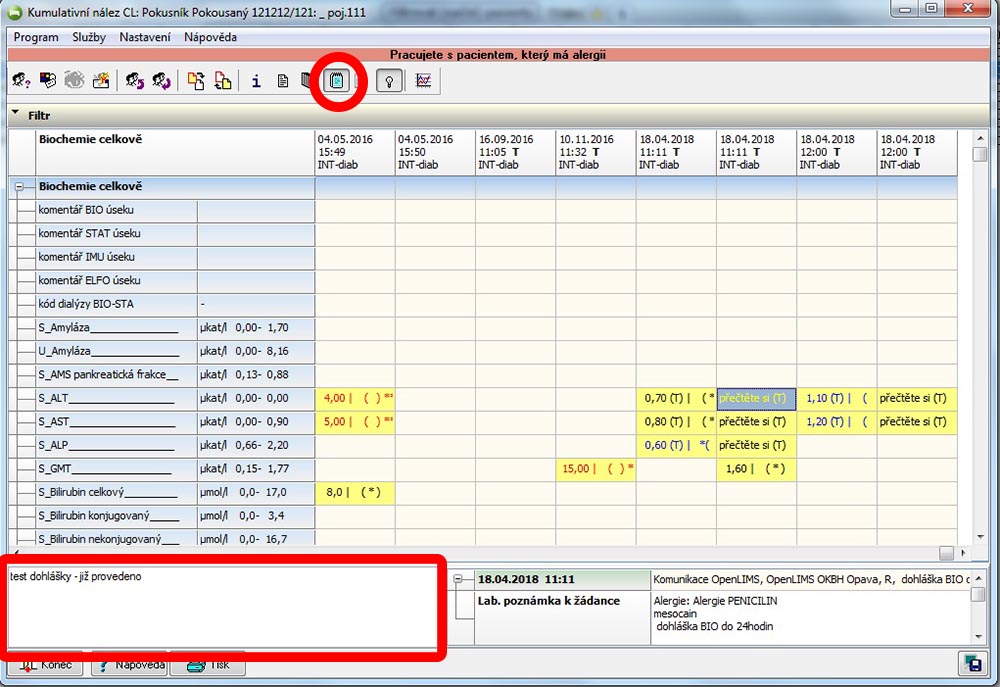 Kumulativní nález CL: Pokusník Pokousaný 121212/121: _ poj.111
Program Služby Nastavení Nápověda
Pracujete s pacientem, který má alergii
Filtr
Biochemie celkově 04.05.2016 04.05.2016 16.09.2016 10.11.2016 18.04.2018 18.04.2018 18.04.2018 18.04.2018
15:49 15:50 11:05 T 11:32 T 11:11 T 11:11 T 12:00 T 12:00 T
INT-diab INT-diab INT-diab INT-diab INT-diab INT-diab INT-diab INT-diab
Biochemie celkově
komentář BIO úseku
komentář STAT úseku
komentář IMU úseku
komentář ELFO úseku
kód dialýzy BIO-STA -
S_Amyláza µkat/l 0,00- 1,70
U_Amyláza µkat/l 0,00- 8,16
S_AMS pankreatická frakce µkat/l 0,13- 0,88
S_ALT µkat/l 0,00- 0,00 4,00 | ( ) ** 0,70 (T) | ( * přečtěte si (T) 1,10 (T) | ( přečtěte si (T)
S_AST µkat/l 0,00- 0,90 5,00 | ( ) ** 0,80 (T) | ( * přečtěte si (T) 1,20 (T) | ( přečtěte si (T)
S_ALP µkat/l 0,66- 2,20 0,60 (T) | *( přečtěte si (T)
S_GMT µkat/l 0,15- 1,77 15,00 | ( ) * 1,60 | ( * )
S_Bilirubin celkový µmol/l 0,0- 17,0 8,0 | ( * )
S_Bilirubin konjugovaný µmol/l 0,0- 3,4
S_Bilirubin nekonjugovaný µmol/l 0,0- 16,7
test dohlášky - již provedeno
18.04.2018 11:11 Komunikace OpenLIMS, OpenLIMS OKBH Opava, R, dohláška BIO
Lab. poznámka k žádance Alergie: Alergie PENICILIN
mesocain
dohláška BIO do 24hodin
Konec Nápověda Tisk